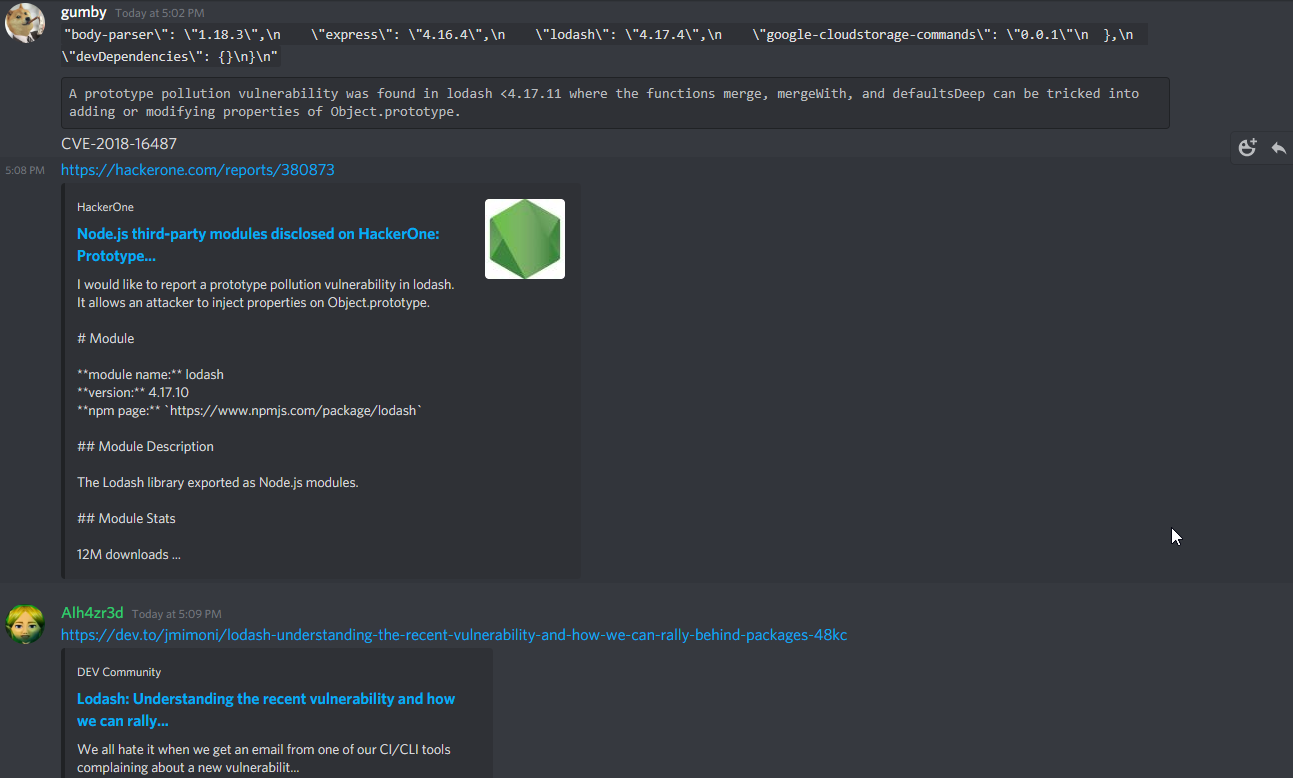 gumby Today at 5:02 PM
"body-parser\": \"1.18.3\",\n    \"express\": \"4.16.4\",\n    \"lodash\": \"4.17.4\",\n    \"google-cloudstorage-commands\": \"0.0.1\"\n  },\n
\"devDependencies\": {}\n}\n"
A prototype pollution vulnerability was found in lodash <4.17.11 where the functions merge, mergeWith, and defaultsDeep can be tricked into
adding or modifying properties of Object.prototype.
CVE-2018-16487
5:08 PM https://hackerone.com/reports/380873
HackerOne
Node.js third-party modules disclosed on HackerOne:
Prototype...
I would like to report a prototype pollution vulnerability in lodash.
It allows an attacker to inject properties on Object.prototype.
# Module
**module name:** lodash
**version:** 4.17.10
**npm page:** `https://www.npmjs.com/package/lodash`
## Module Description
The Lodash library exported as Node.js modules.
## Module Stats
12M downloads ...
Alh4zr3d Today at 5:09 PM
https://dev.to/jmimoni/lodash-understanding-the-recent-vulnerability-and-how-we-can-rally-behind-packages-48kc
DEV Community
Lodash: Understanding the recent vulnerability and how
we can rally...
We all hate it when we get an email from one of our CI/CLI tools
complaining about a new vulnerabilit...